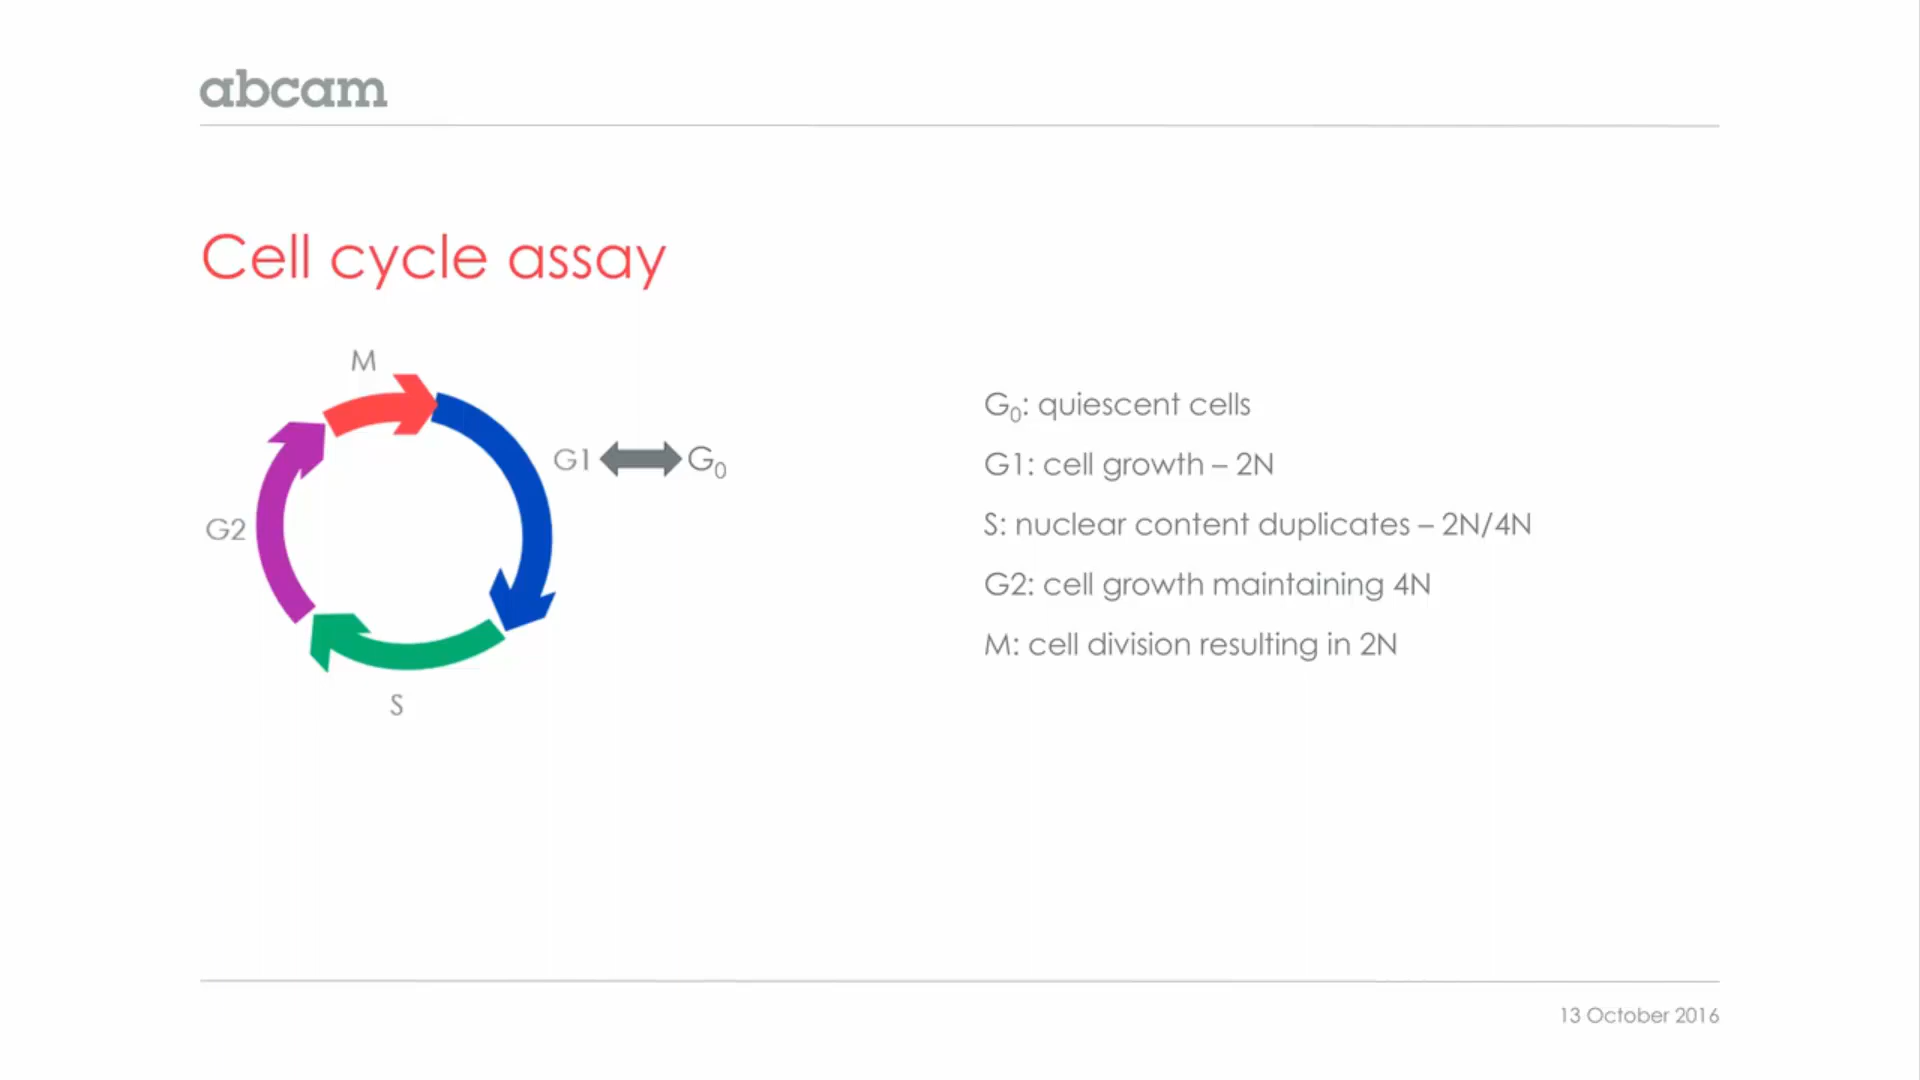 abcam
Cell cycle assay
M
G1
G₀
G2
S
G₀: quiescent cells
G1: cell growth – 2N
S: nuclear content duplicates – 2N/4N
G2: cell growth maintaining 4N
M: cell division resulting in 2N
13 October 2016